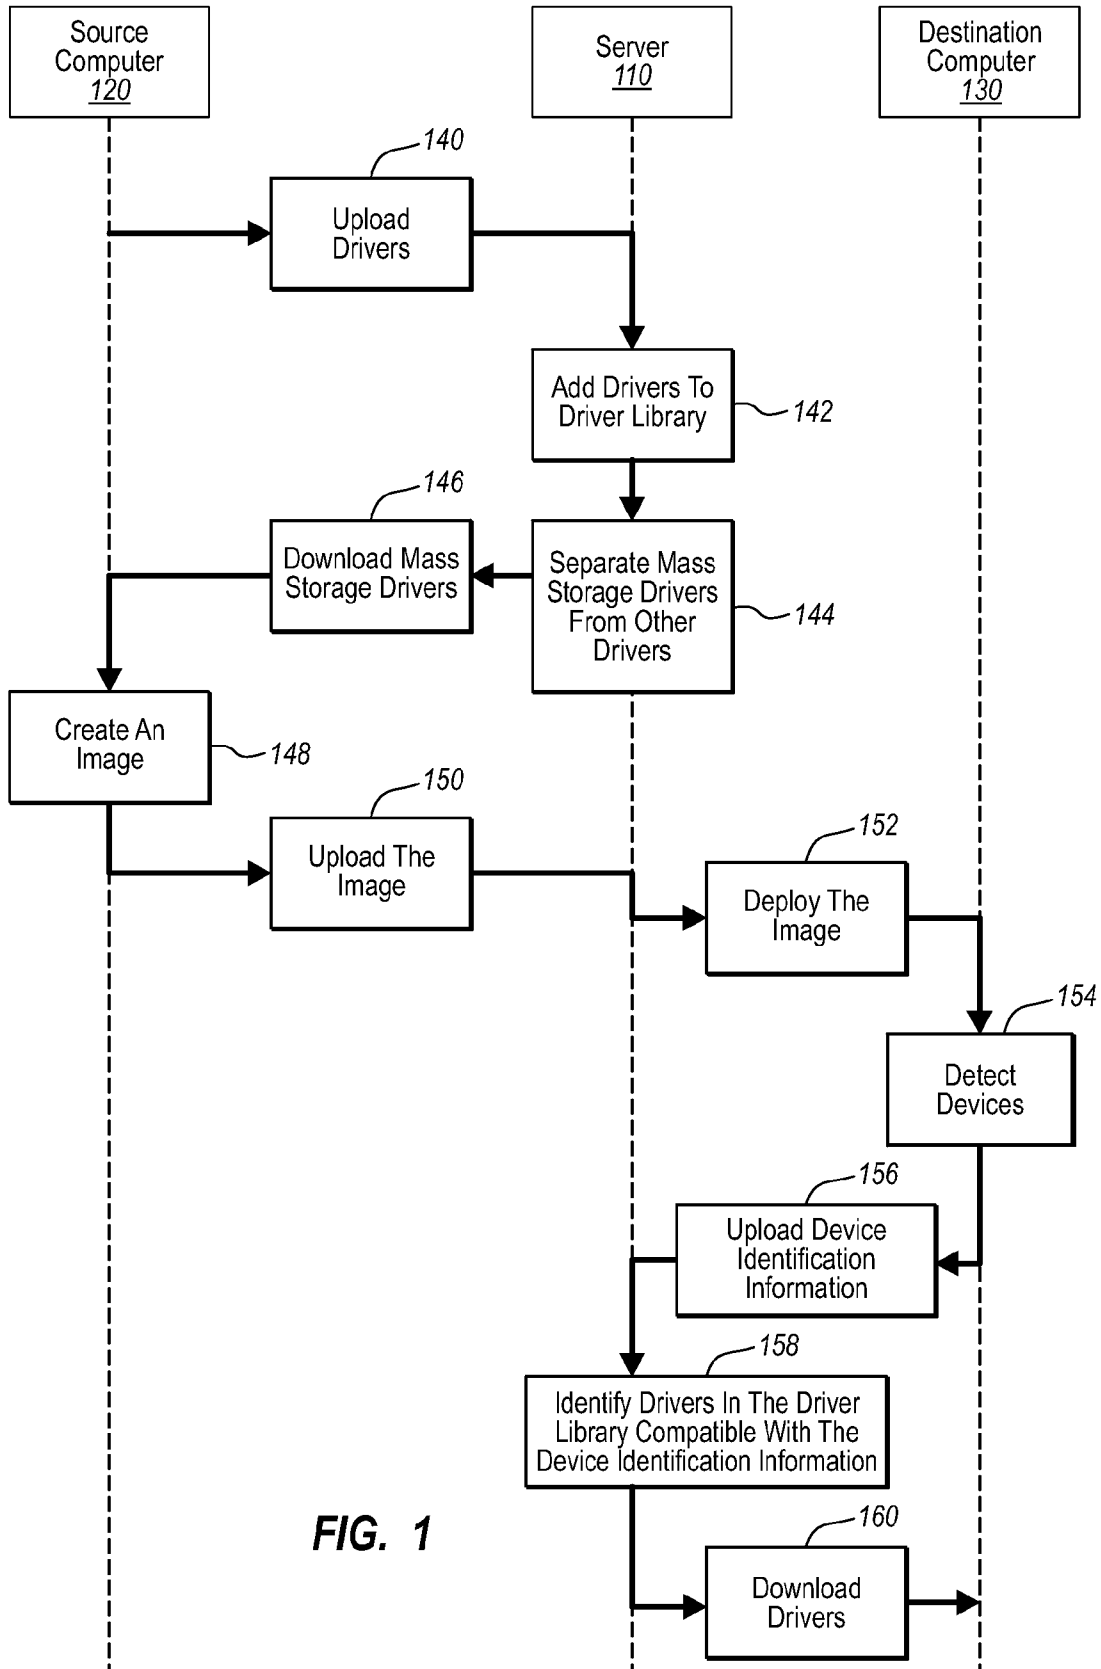 Source
Computer
120
Server
110
Destination
Computer
130
140
Upload
Drivers
Add Drivers To
Driver Library
142
146
Download Mass
Storage Drivers
Separate Mass
Storage Drivers
From Other
Drivers
144
Create An
Image
148
150
Upload The
Image
152
Deploy The
Image
154
Detect
Devices
156
Upload Device
Identification
Information
158
Identify Drivers In The Driver
Library Compatible With The
Device Identification Information
FIG. 1
160
Download
Drivers